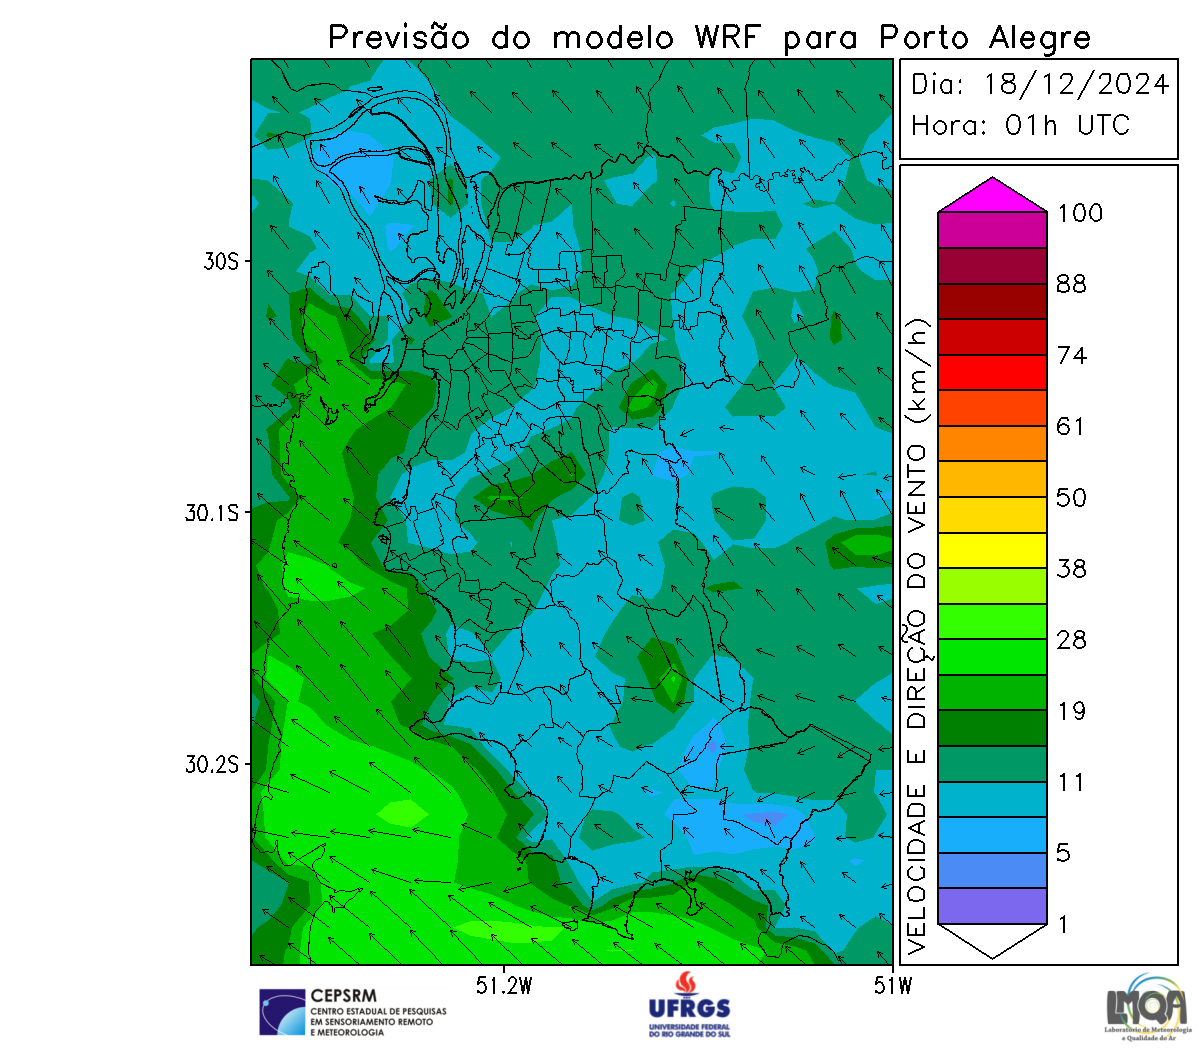 Previsão do modelo WRF para Porto Alegre
Dia: 18/12/2024
Hora: 01h UTC
VELOCIDADE E DIREÇÃO DO VENTO (km/h)
100
88
74
61
50
38
28
19
11
5
1
30S
30.1S
30.2S
51.2W
51W
CEPSRM
CENTRO ESTADUAL DE PESQUISAS
EM SENSORIAMENTO REMOTO
E METEOROLOGIA
UFRGS
UNIVERSIDADE FEDERAL
DO RIO GRANDE DO SUL
LMQA
Laboratório de Meteorologia
e Qualidade do Ar